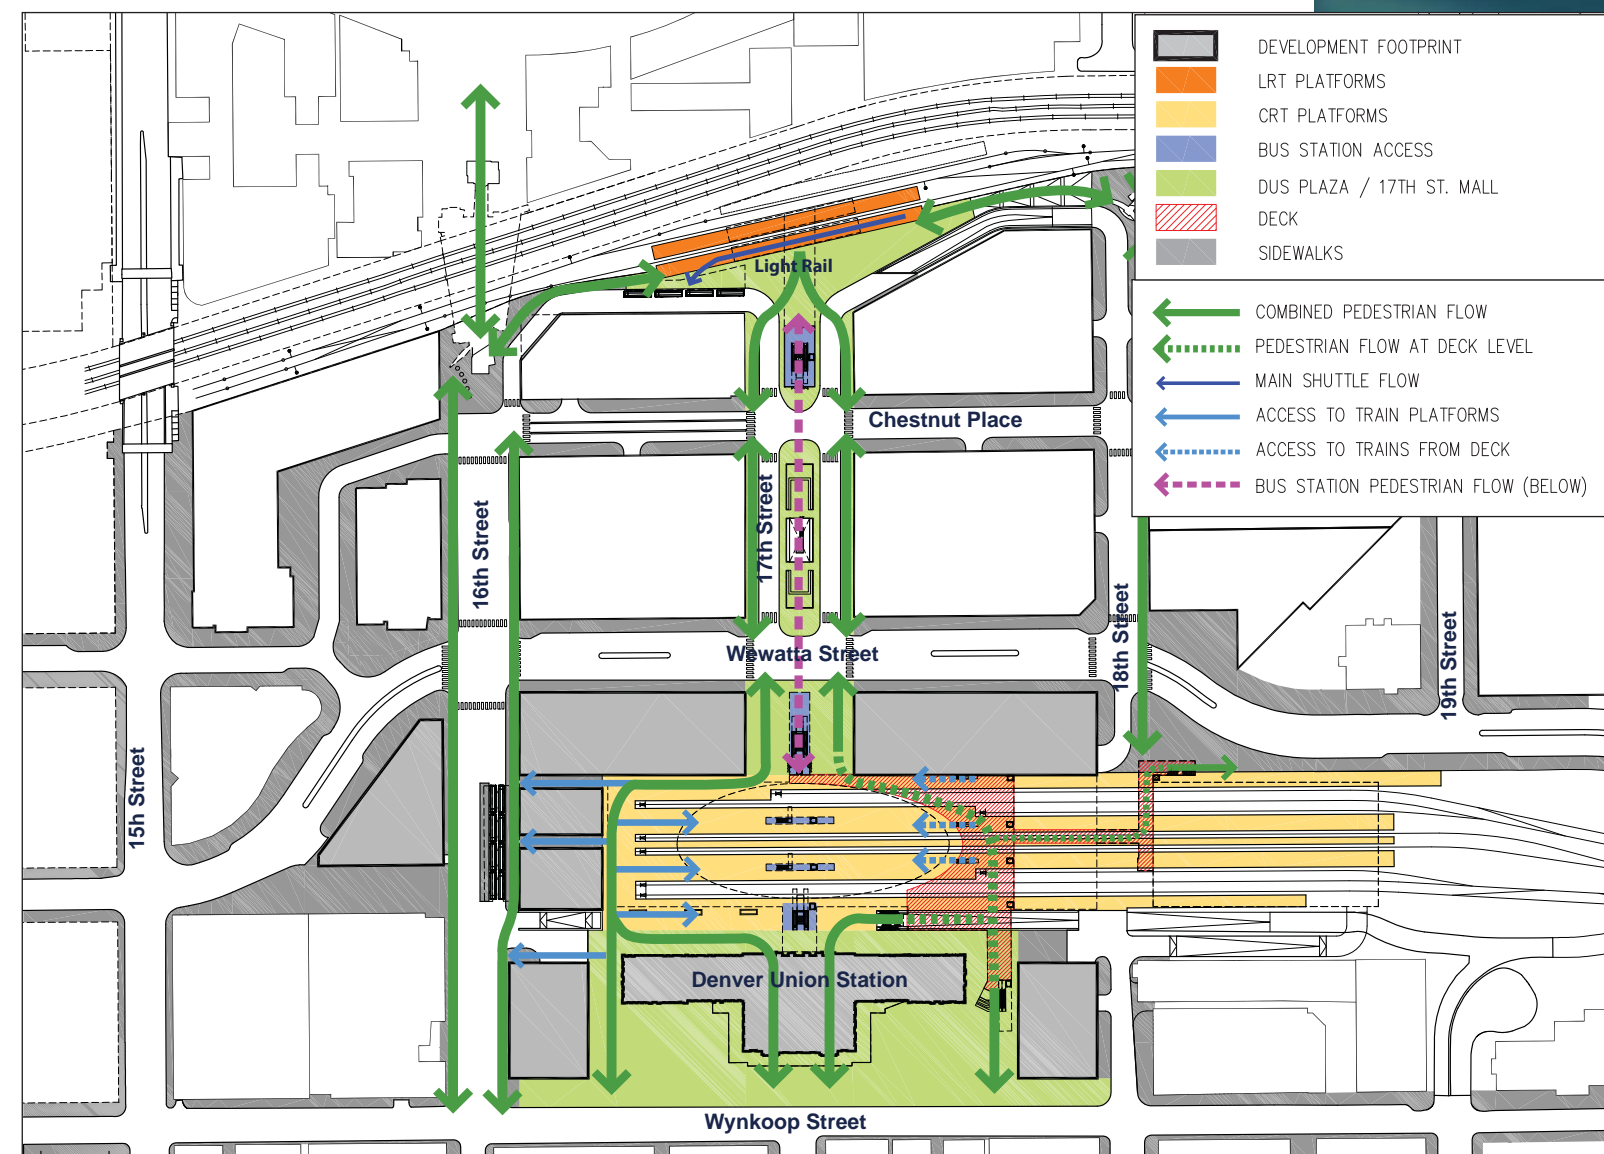 DEVELOPMENT FOOTPRINT
LRT PLATFORMS
CRT PLATFORMS
BUS STATION ACCESS
DUS PLAZA / 17TH ST. MALL
DECK
SIDEWALKS
COMBINED PEDESTRIAN FLOW
PEDESTRIAN FLOW AT DECK LEVEL
MAIN SHUTTLE FLOW
ACCESS TO TRAIN PLATFORMS
ACCESS TO TRAINS FROM DECK
BUS STATION PEDESTRIAN FLOW (BELOW)
Light Rail
Chestnut Place
16th Street
17th Street
18th Street
19th Street
Wewatta Street
15h Street
Denver Union Station
Wynkoop Street